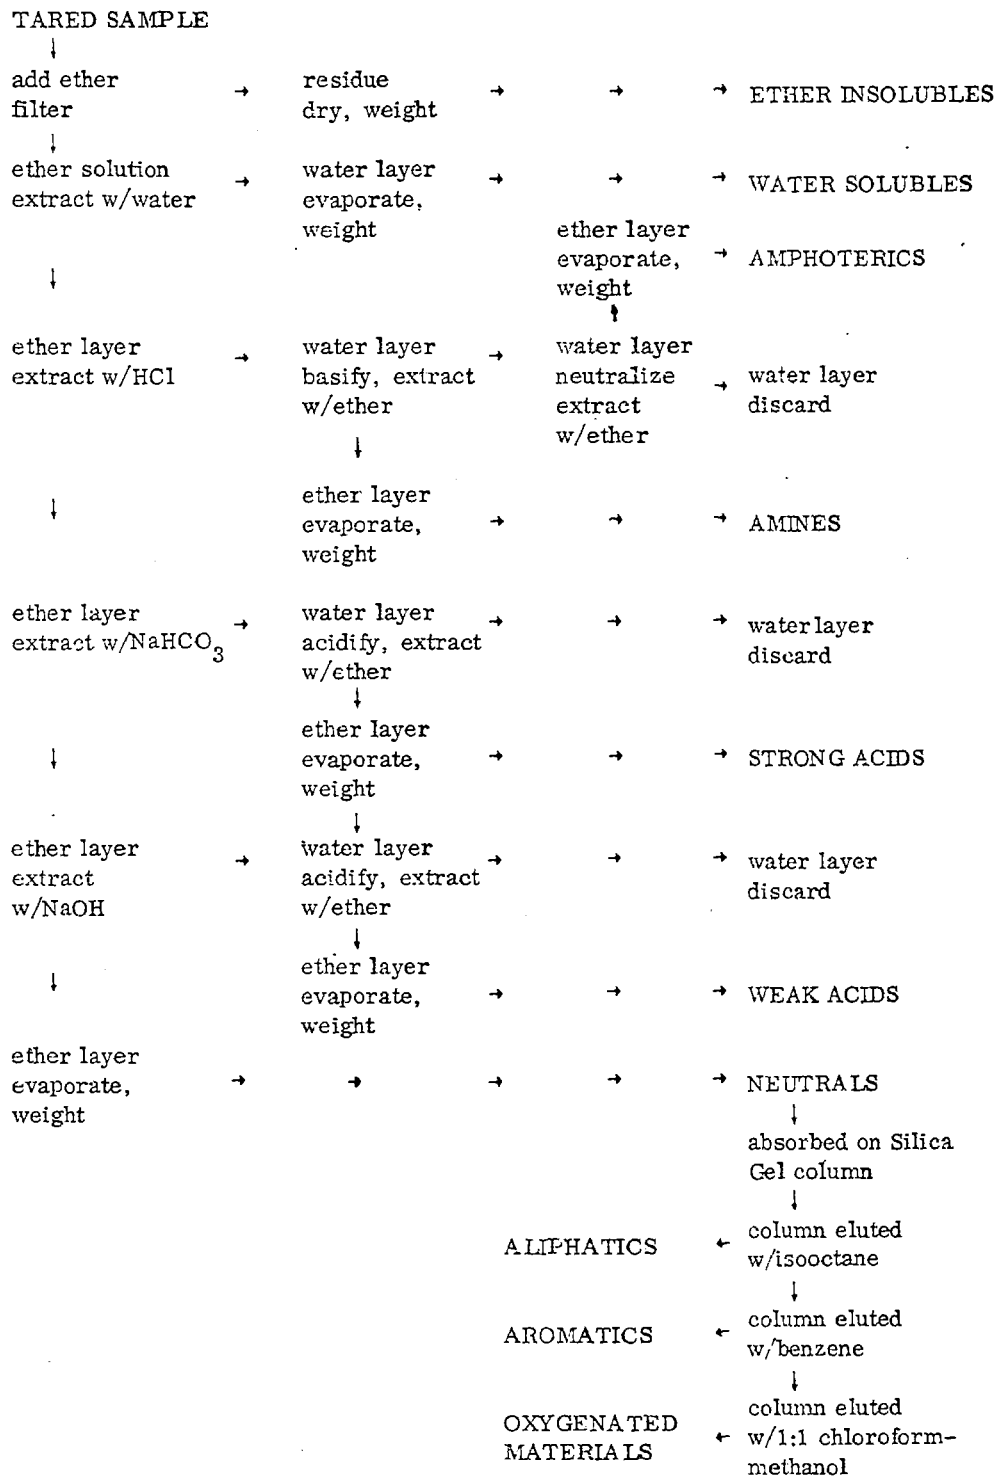 TARED SAMPLE
↓
add ether
filter
→
residue
dry, weight
→ → → ETHER INSOLUBLES
↓
ether solution
extract w/water
→
water layer
evaporate,
weight
→ → → WATER SOLUBLES
ether layer
evaporate,
weight
→ AMPHOTERICS
↓
↑
ether layer
extract w/HCl
→
water layer
basify, extract
w/ether
→
water layer
neutralize
extract
w/ether
→
water layer
discard
↓
↓
ether layer
evaporate,
weight
→ → → AMINES
ether layer
extract w/NaHCO3
→
water layer
acidify, extract
w/ether
→ → →
water layer
discard
↓
↓
ether layer
evaporate,
weight
→ → → STRONG ACIDS
↓
ether layer
extract
w/NaOH
→
water layer
acidify, extract
w/ether
→ → →
water layer
discard
↓
↓
ether layer
evaporate,
weight
→ → → WEAK ACIDS
ether layer
evaporate,
weight
→ → → → → NEUTRALS
↓
absorbed on Silica
Gel column
↓
ALIPHATICS ←
column eluted
w/isooctane
↓
AROMATICS ←
column eluted
w/benzene
↓
OXYGENATED
MATERIALS
←
column eluted
w/1:1 chloroform-
methanol